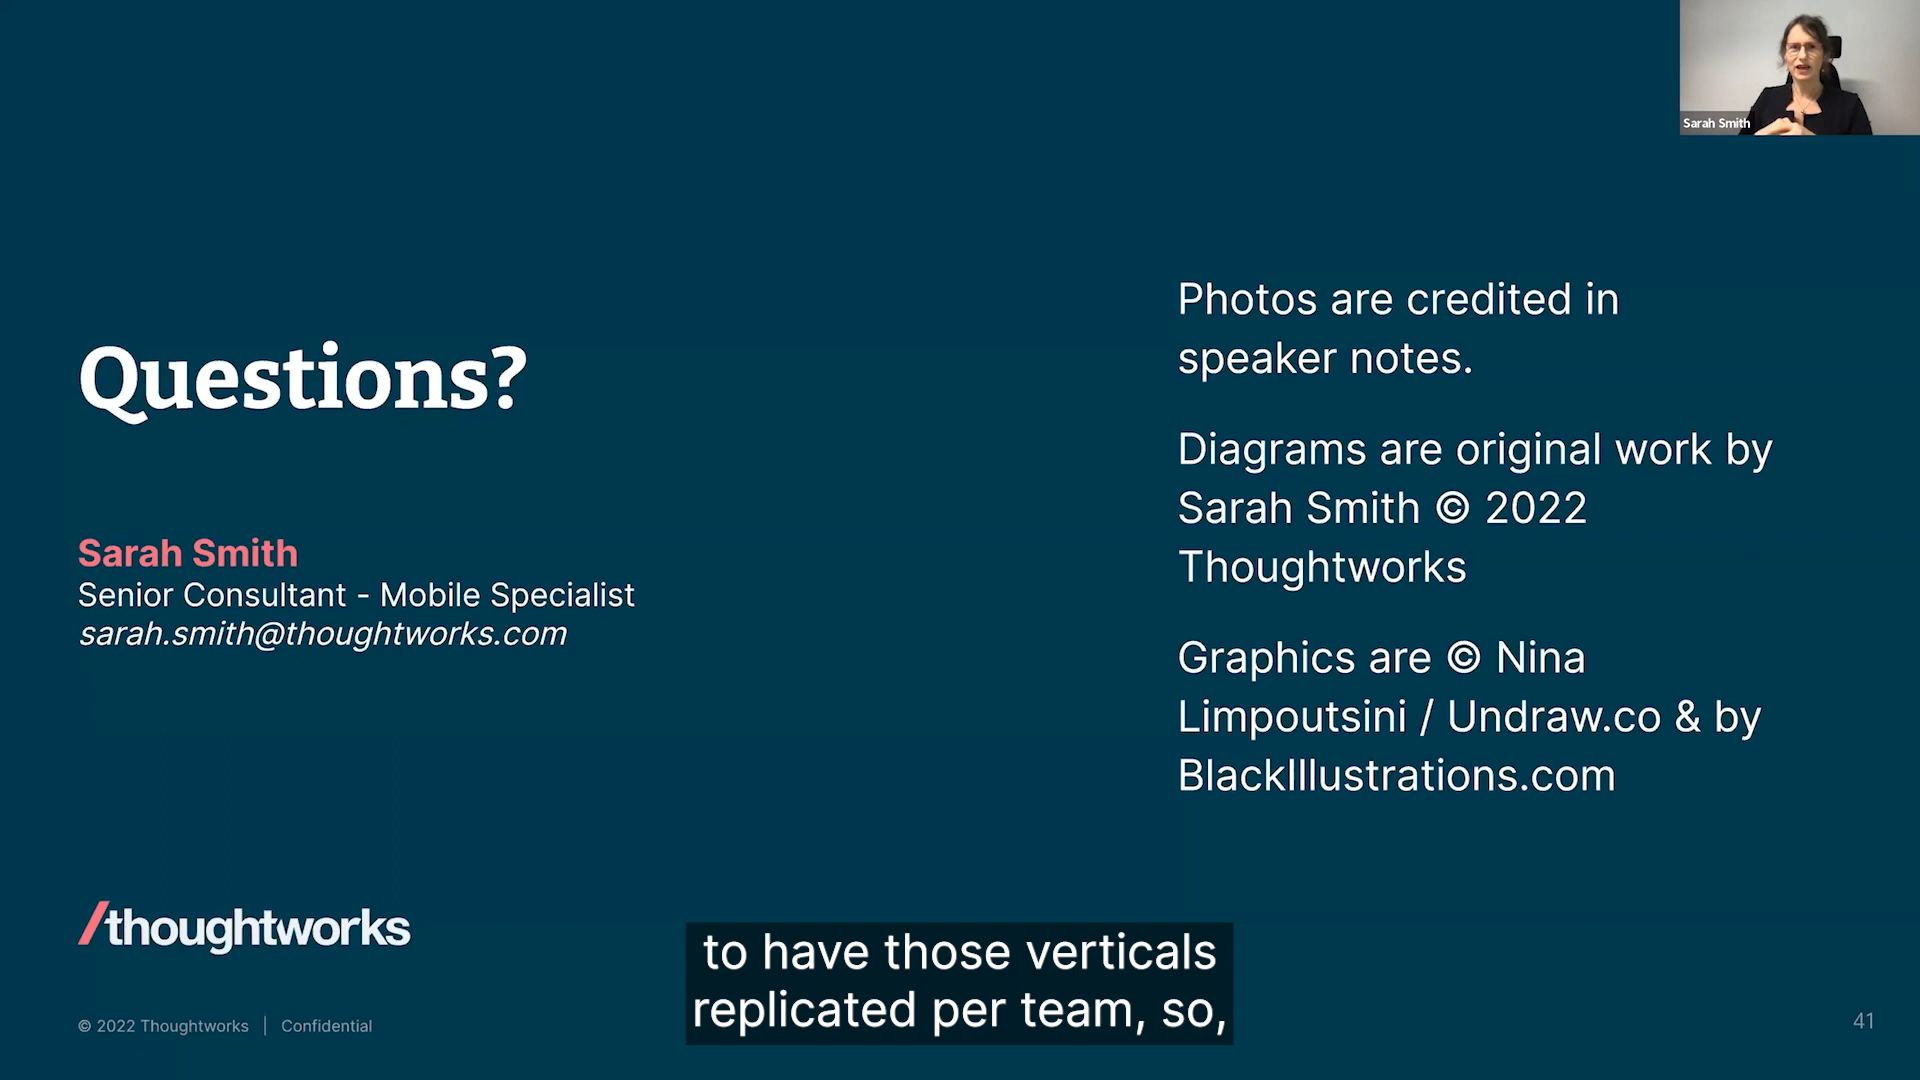 Sarah Smith
Questions?
Sarah Smith
Senior Consultant - Mobile Specialist
sarah.smith@thoughtworks.com
Photos are credited in
speaker notes.
Diagrams are original work by
Sarah Smith © 2022
Thoughtworks
Graphics are © Nina
Limpoutsini / Undraw.co & by
BlackIllustrations.com
/thoughtworks
to have those verticals
replicated per team, so,
© 2022 Thoughtworks | Confidential
41